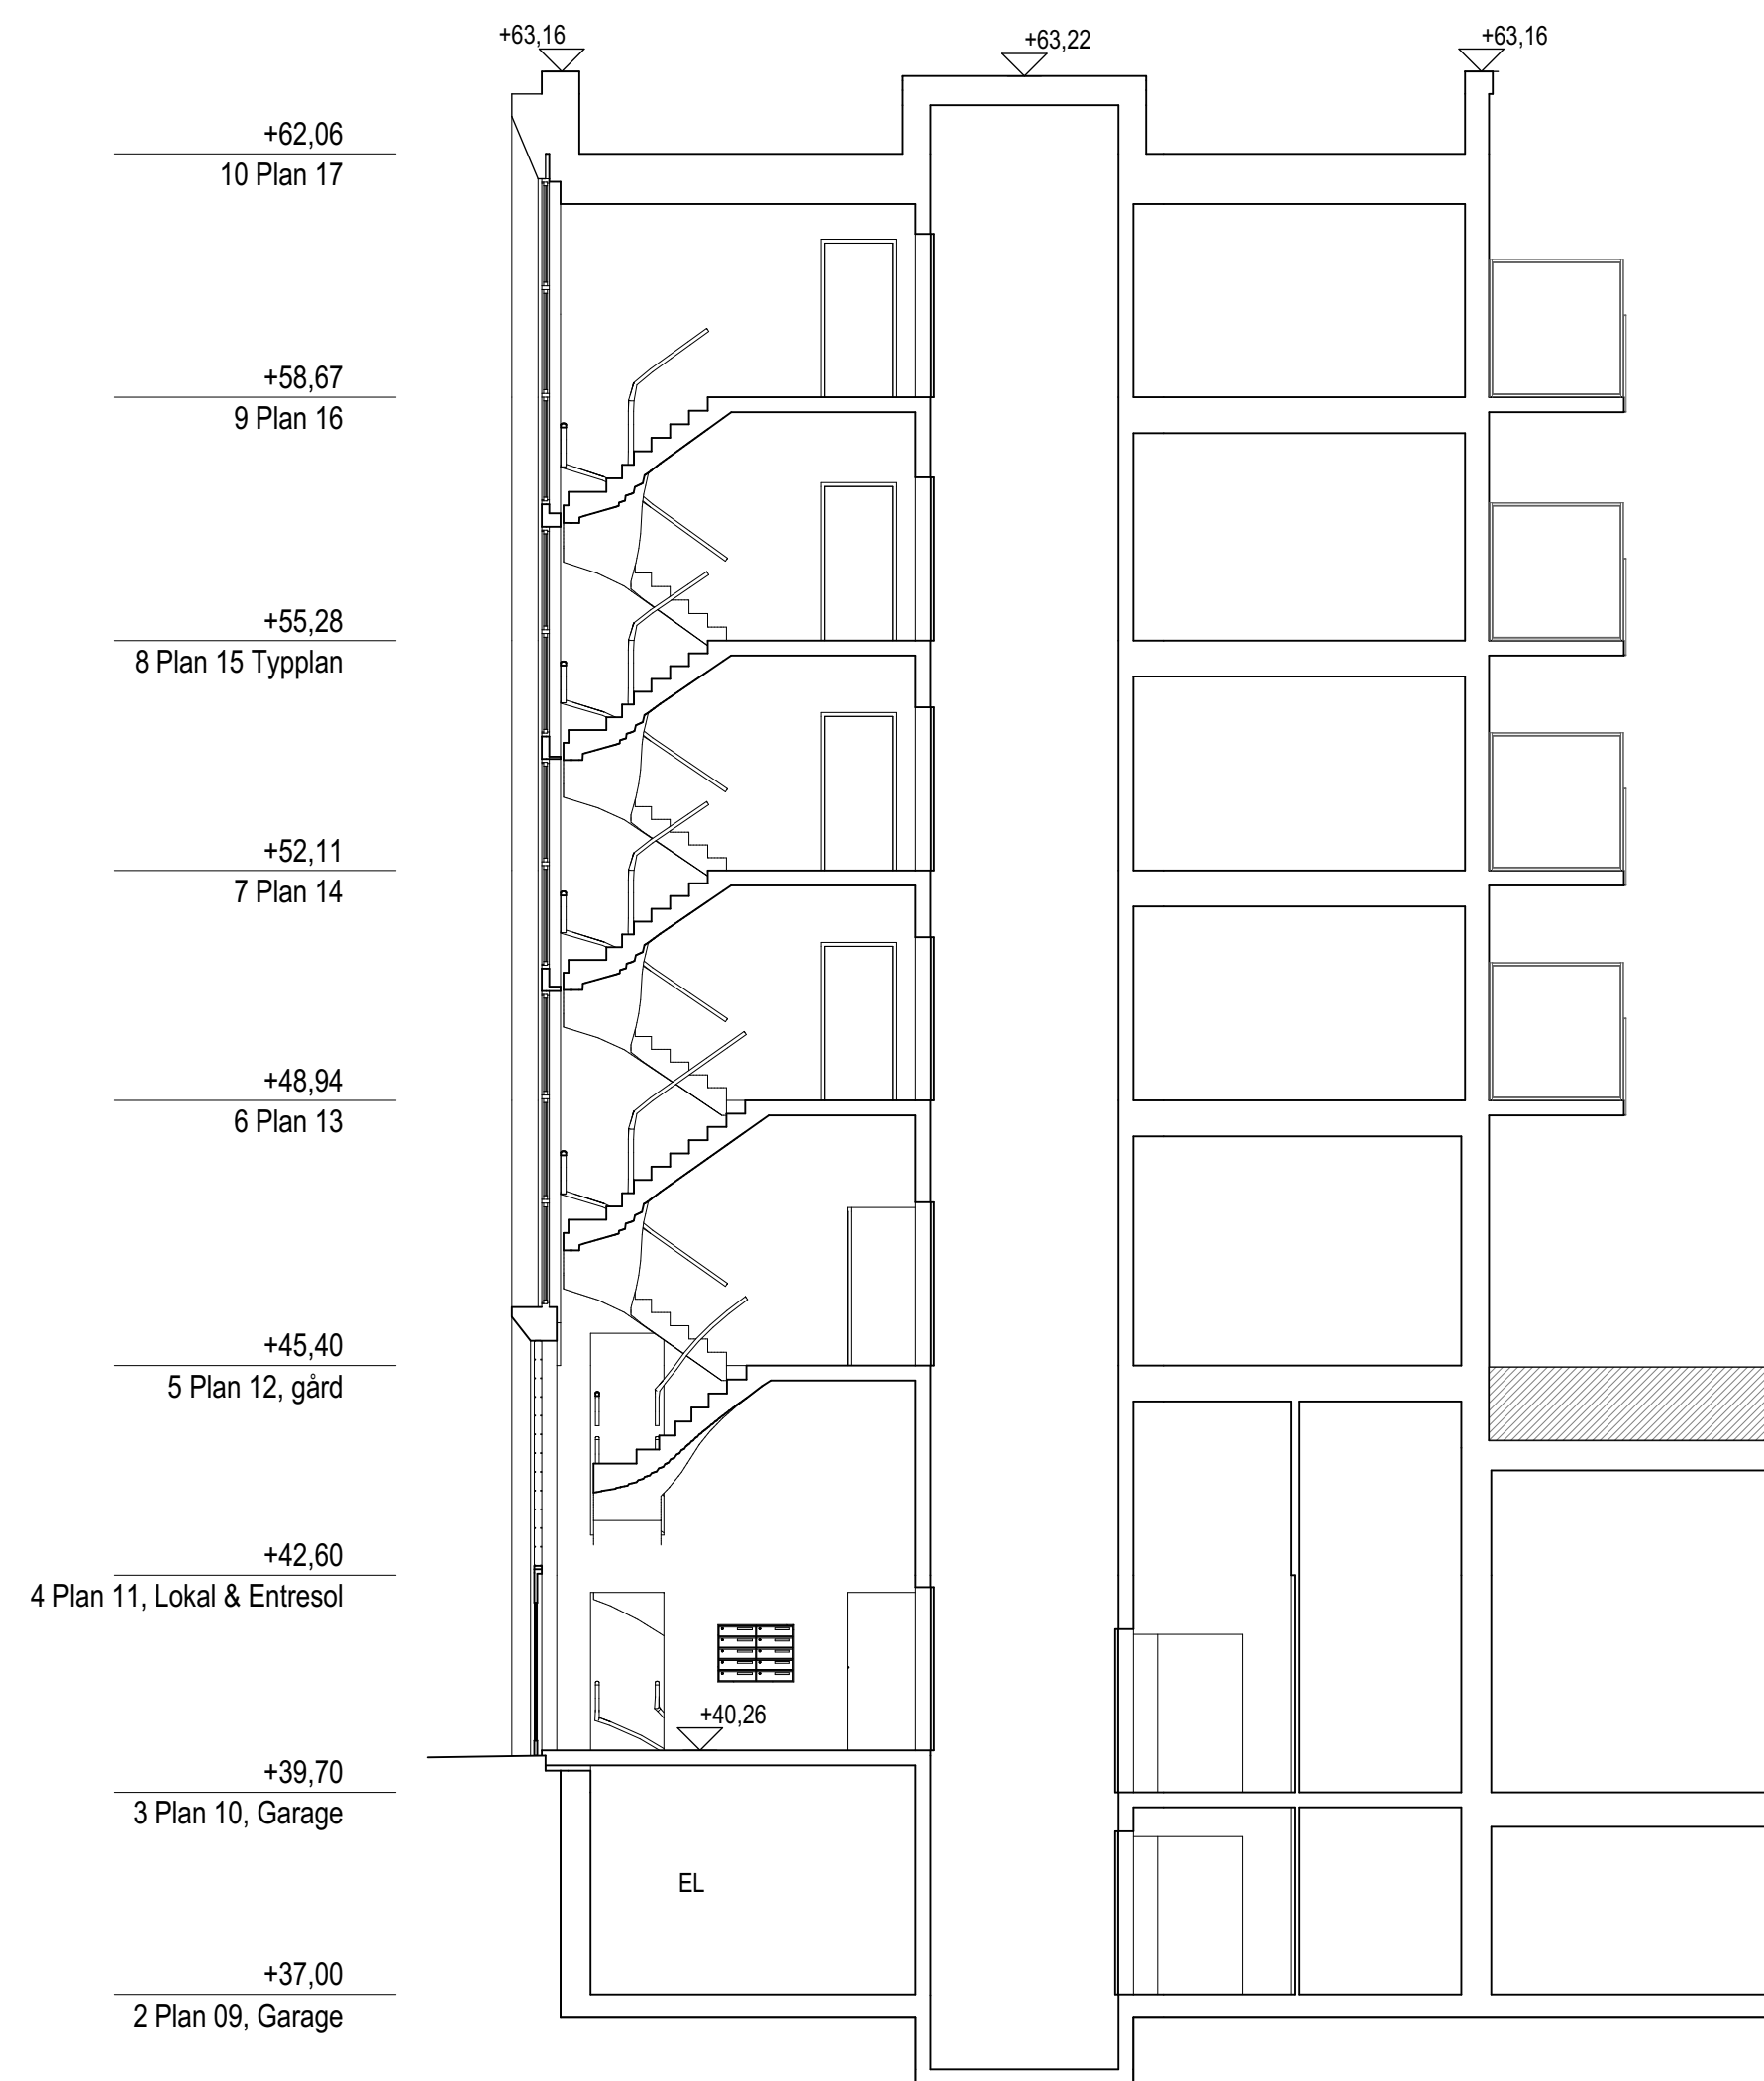 +63,16
+63,22
+63,16
+62,06
10 Plan 17
+58,67
9 Plan 16
+55,28
8 Plan 15 Typplan
+52,11
7 Plan 14
+48,94
6 Plan 13
+45,40
5 Plan 12, gård
+42,60
4 Plan 11, Lokal & Entresol
+40,26
+39,70
3 Plan 10, Garage
EL
+37,00
2 Plan 09, Garage